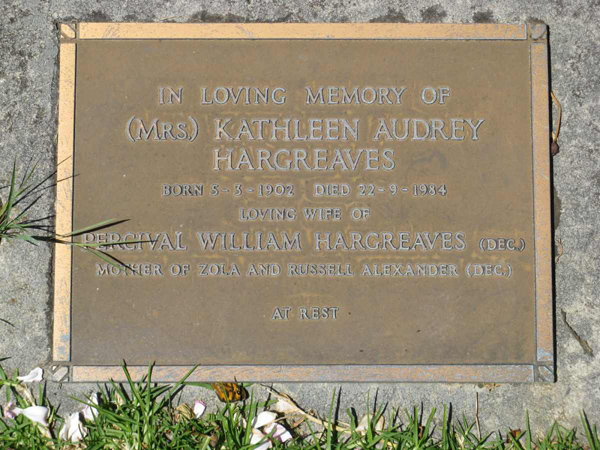 IN LOVING MEMORY OF
(MRS.) KATHLEEN AUDREY
HARGREAVES
BORN 5-3-1902 DIED 22-9-1984
LOVING WIFE OF
PERCIVAL WILLIAM HARGREAVES (DEC.)
MOTHER OF ZOLA AND RUSSELL ALEXANDER (DEC.)
AT REST